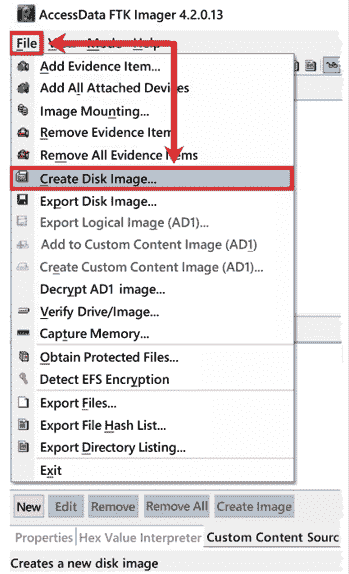 AccessData FTK Imager 4.2.0.13
File View Mode Help
Add Evidence Item...
Add All Attached Devices
Image Mounting...
Remove Evidence Item
Remove All Evidence Items
Create Disk Image...
Export Disk Image...
Export Logical Image (AD1)...
Add to Custom Content Image (AD1)
Create Custom Content Image (AD1)...
Decrypt AD1 image...
Verify Drive/Image...
Capture Memory...
Obtain Protected Files...
Detect EFS Encryption
Export Files...
Export File Hash List...
Export Directory Listing...
Exit
New Edit Remove Remove All Create Image
Properties Hex Value Interpreter Custom Content Sourc
Creates a new disk image